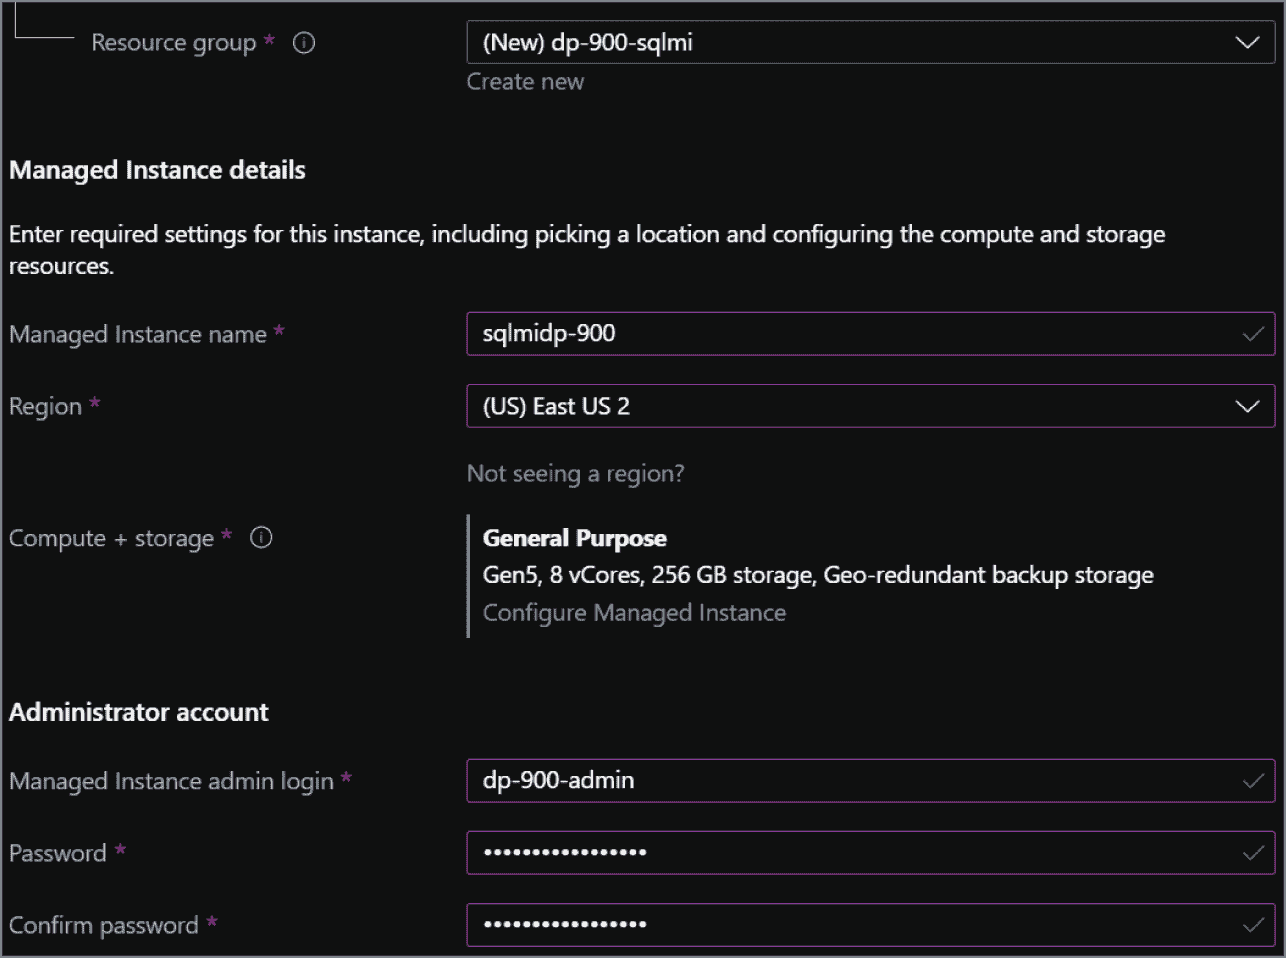 Resource group *
(New) dp-900-sqlmi
Create new
Managed Instance details
Enter required settings for this instance, including picking a location and configuring the compute and storage
resources.
Managed Instance name *
sqlmidp-900
Region *
(US) East US 2
Not seeing a region?
Compute + storage *
General Purpose
Gen5, 8 vCores, 256 GB storage, Geo-redundant backup storage
Configure Managed Instance
Administrator account
Managed Instance admin login *
dp-900-admin
Password *
•••••••••••••••••
Confirm password *
•••••••••••••••••